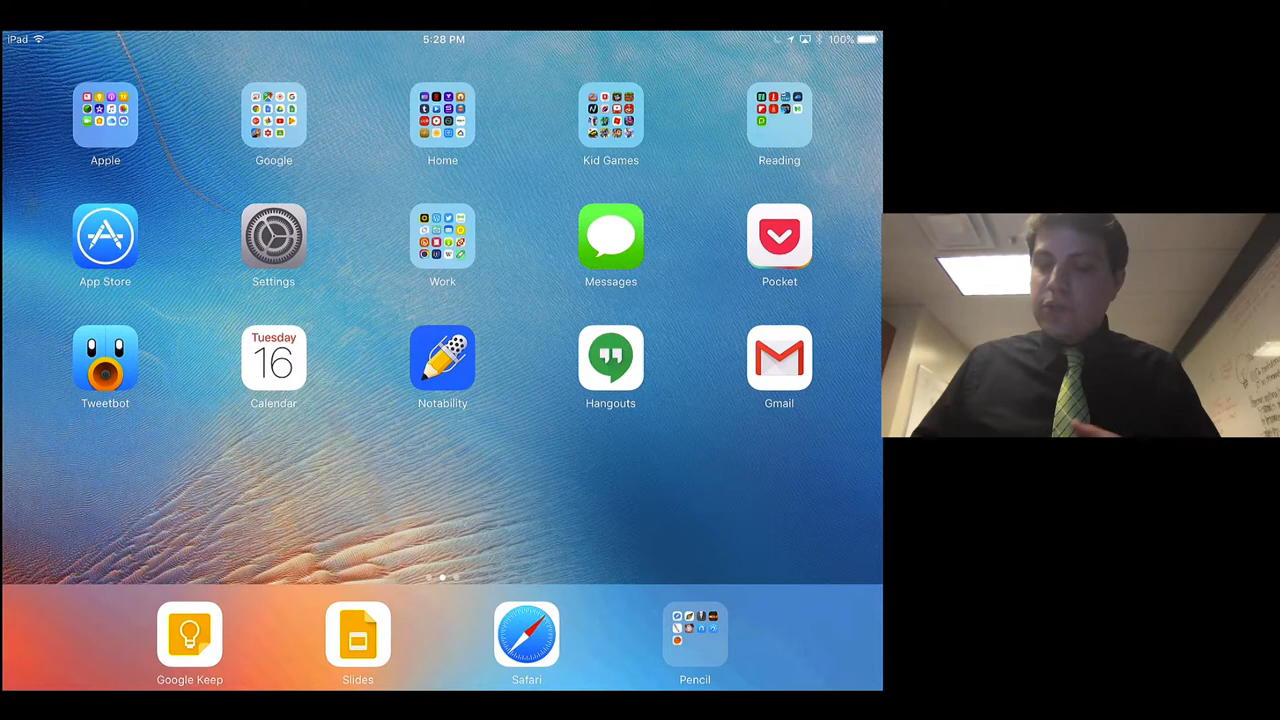 iPad 5:28 PM 100%
Apple Google Home Kid Games Reading
App Store Settings Work Messages Pocket
Tuesday
16
Tweetbot Calendar Notability Hangouts Gmail
Google Keep Slides Safari Pencil